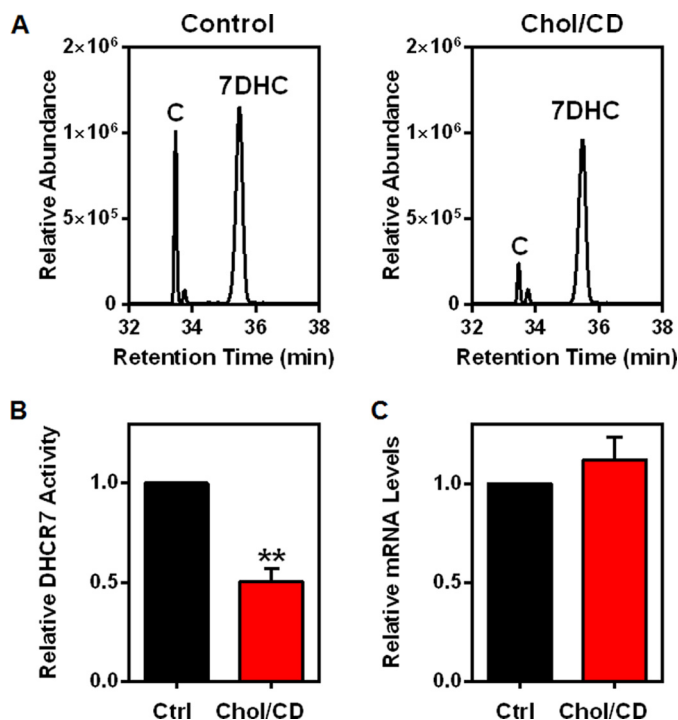 A
Control
Chol/CD
Relative Abundance
2×10⁶
1×10⁶
5×10⁵
0
C
7DHC
32 34 36 38
Retention Time (min)
Relative Abundance
2×10⁶
1×10⁶
5×10⁵
0
C
7DHC
32 34 36 38
Retention Time (min)
B
Relative DHCR7 Activity
1.0
0.5
0.0
**
Ctrl Chol/CD
C
Relative mRNA Levels
1.0
0.5
0.0
Ctrl Chol/CD